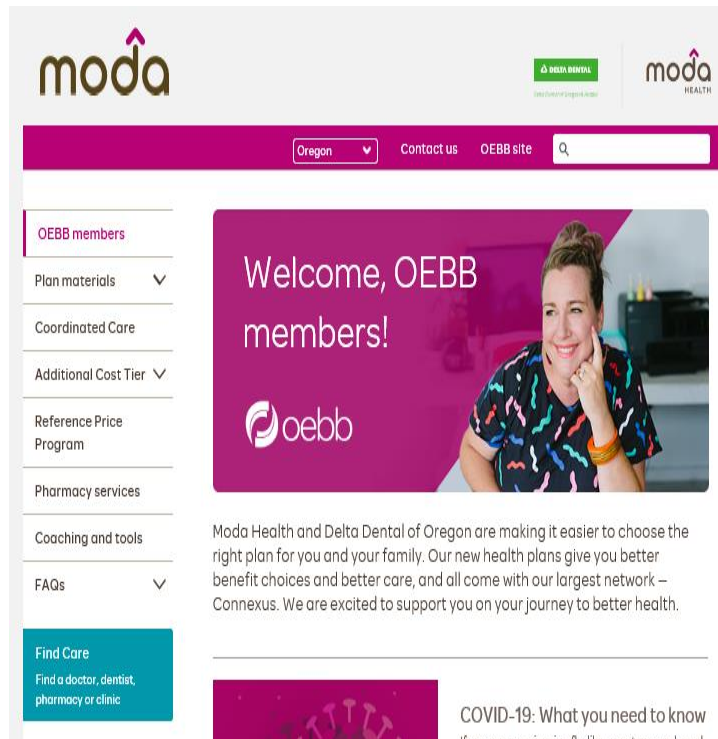 moda
DELTA DENTAL
moda
HEALTH
Oregon
Contact us
OEBB site
OEBB members
Plan materials
Coordinated Care
Additional Cost Tier
Reference Price
Program
Pharmacy services
Coaching and tools
FAQs
Find Care
Find a doctor, dentist,
pharmacy or clinic
Welcome, OEBB
members!
oebb
Moda Health and Delta Dental of Oregon are making it easier to choose the
right plan for you and your family. Our new health plans give you better
benefit choices and better care, and all come with our largest network –
Connexus. We are excited to support you on your journey to better health.
COVID-19: What you need to know